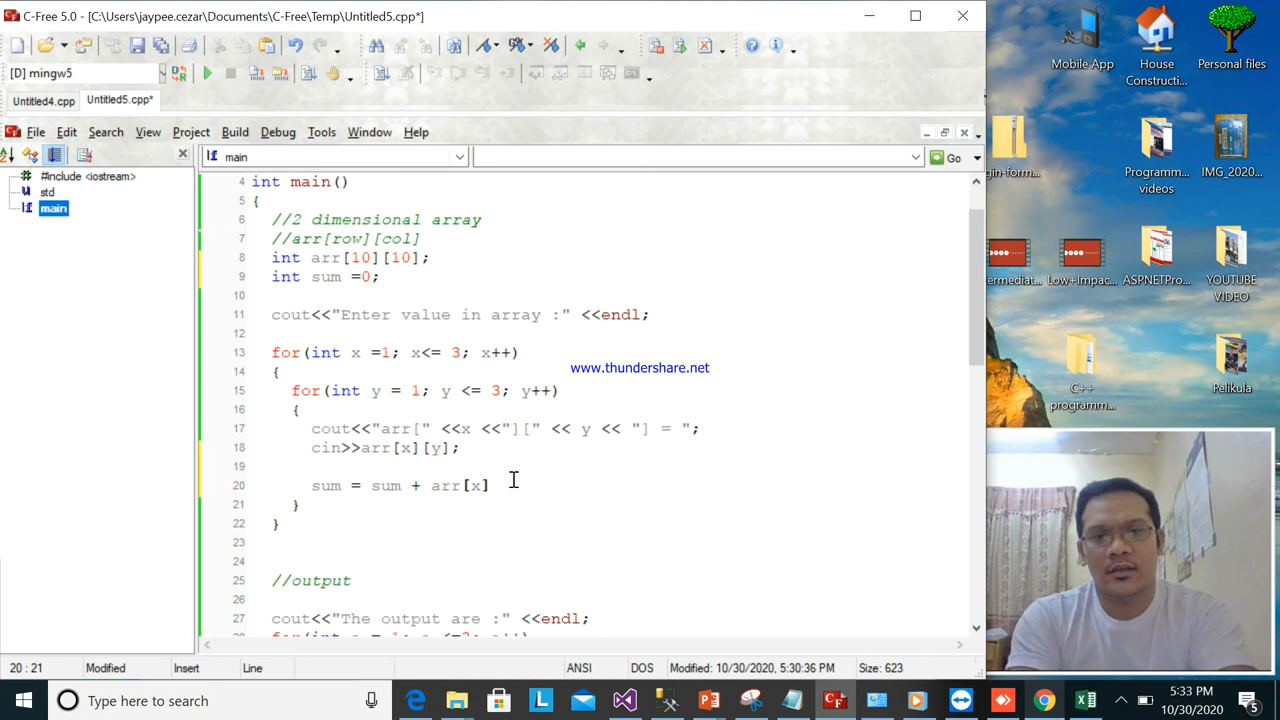 C-Free 5.0 - [C:\Users\jaypee.cezar\Documents\C-Free\Temp\Untitled5.cpp*]
[D] mingw5
Untitled4.cpp
Untitled5.cpp*
File Edit Search View Project Build Debug Tools Window Help
main
Go
#include <iostream>
std
main
4 int main()
5 {
6 //2 dimensional array
7 //arr[row][col]
8 int arr[10][10];
9 int sum =0;
10
11 cout<<"Enter value in array :" <<endl;
12
13 for(int x =1; x<= 3; x++)
14 {
15 for(int y = 1; y <= 3; y++)
16 {
17 cout<<"arr[" <<x <<"][" << y << "] = ";
18 cin>>arr[x][y];
19
20 sum = sum + arr[x]
21 }
22 }
23
24
25 //output
26
27 cout<<"The output are :" <<endl;
www.thundershare.net
20 : 21 Modified Insert Line ANSI DOS Modified: 10/30/2020, 5:30:36 PM Size: 623
Mobile App
House Constructi...
Personal files
gin-form...
Programm... videos
IMG_2020...
ermediat...
Low+Impac...
ASPNETPro...
YOUTUBE VIDEO
C++ programm...
Pelikula
Type here to search
5:33 PM
10/30/2020
5